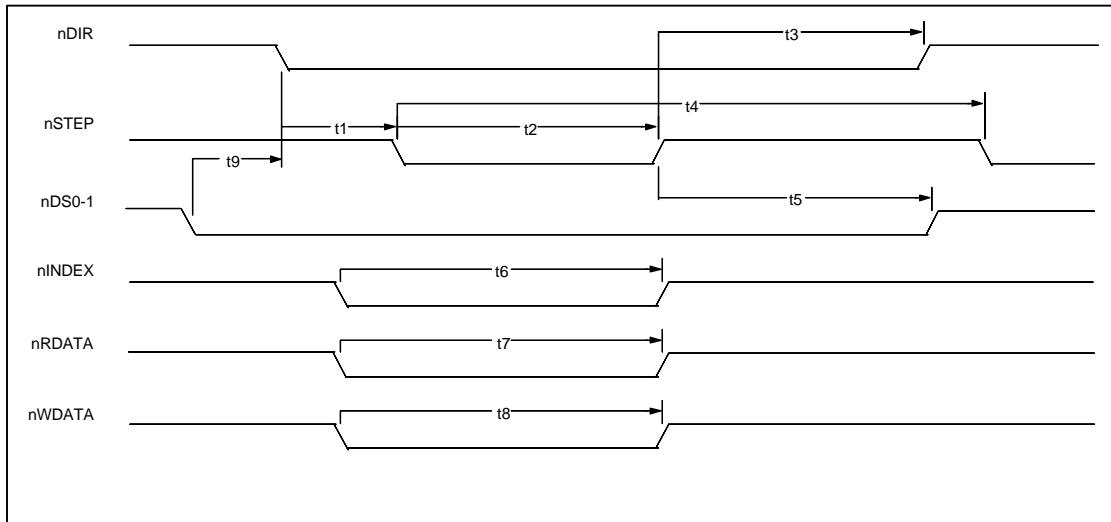 nDIR
t3
t4
nSTEP
t1
t2
t9
nDS0-1
t5
nINDEX
t6
nRDATA
t7
nWDATA
t8